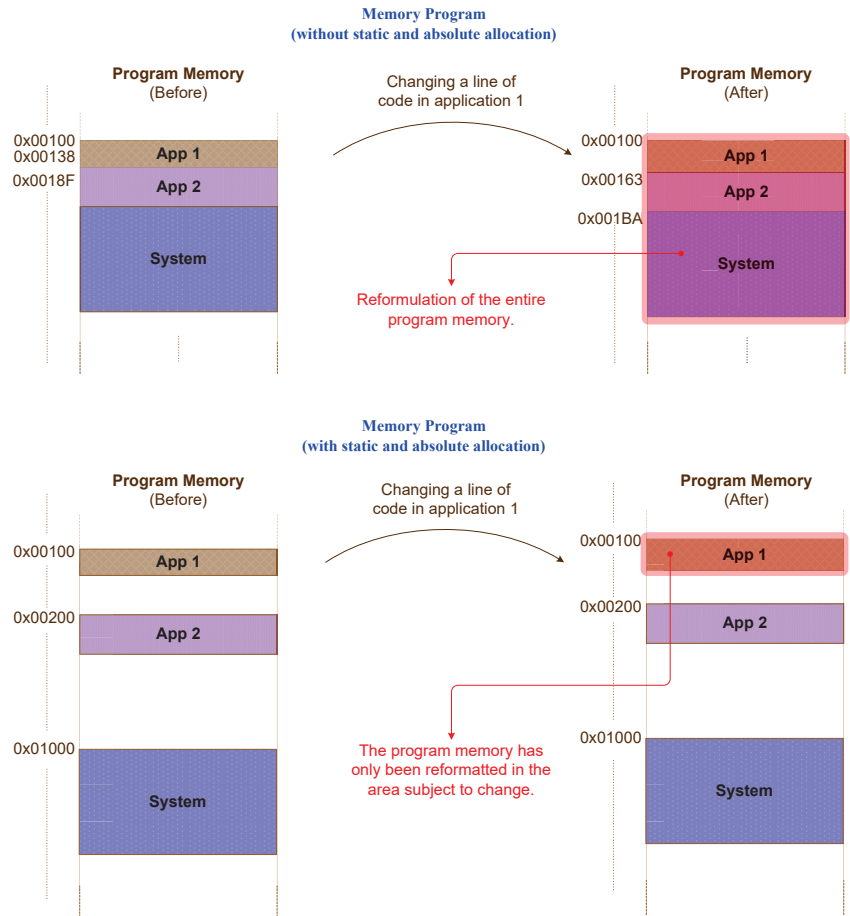 Memory Program
(without static and absolute allocation)
Program Memory
(Before)
Changing a line of
code in application 1
Program Memory
(After)
0x00100
0x00138
0x0018F
App 1
App 2
System
0x00100
0x00163
0x001BA
App 1
App 2
System
Reformulation of the entire
program memory.
Memory Program
(with static and absolute allocation)
Program Memory
(Before)
Changing a line of
code in application 1
Program Memory
(After)
0x00100
App 1
0x00200
App 2
0x01000
System
0x00100
App 1
0x00200
App 2
0x01000
System
The program memory has
only been reformatted in the
area subject to change.